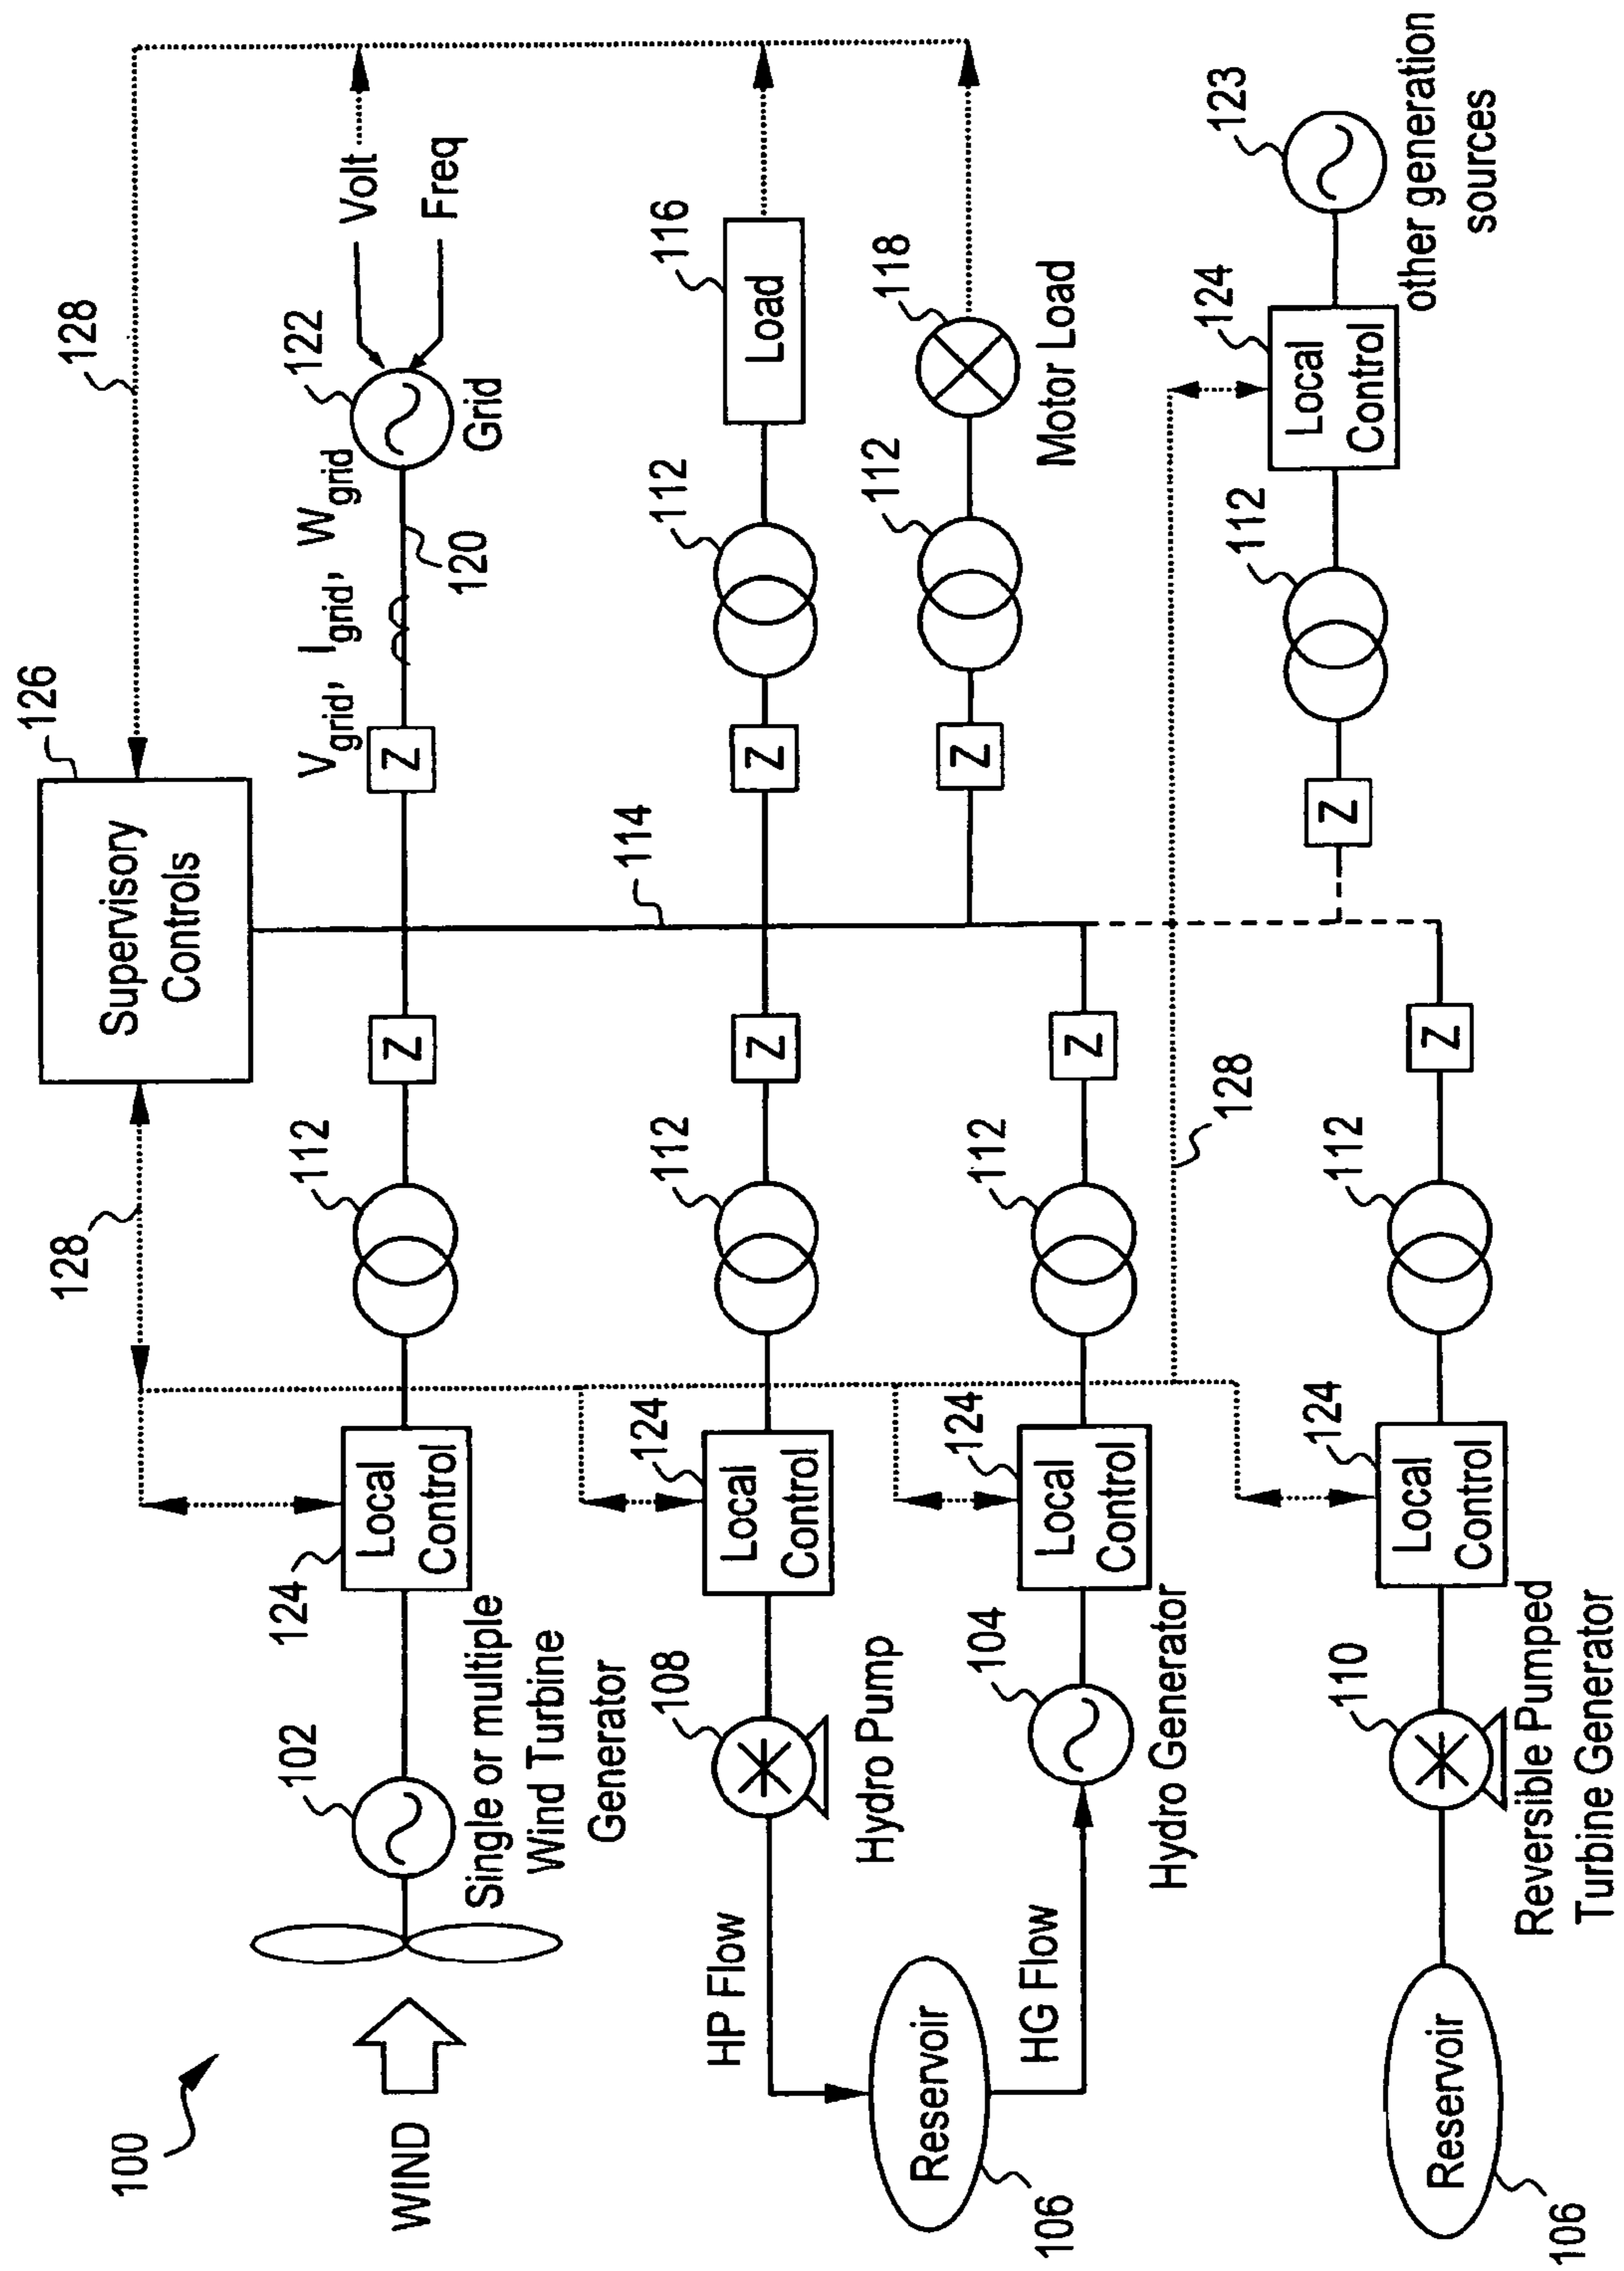 100
126
Supervisory
Controls
128
128
WIND
102
Single or multiple
Wind Turbine
Generator
124
Local
Control
112
Z
Z
Vgrid, Igrid, Wgrid
120
122
Grid
Volt
Freq
114
HP Flow
108
Hydro Pump
124
Local
Control
112
Z
Z
112
116
Load
Reservoir
106
HG Flow
104
Hydro Generator
124
Local
Control
112
Z
Z
112
118
Motor Load
128
Z
112
124
Local
Control
123
other generation
sources
Reservoir
106
110
Reversible Pumped
Turbine Generator
124
Local
Control
112
Z